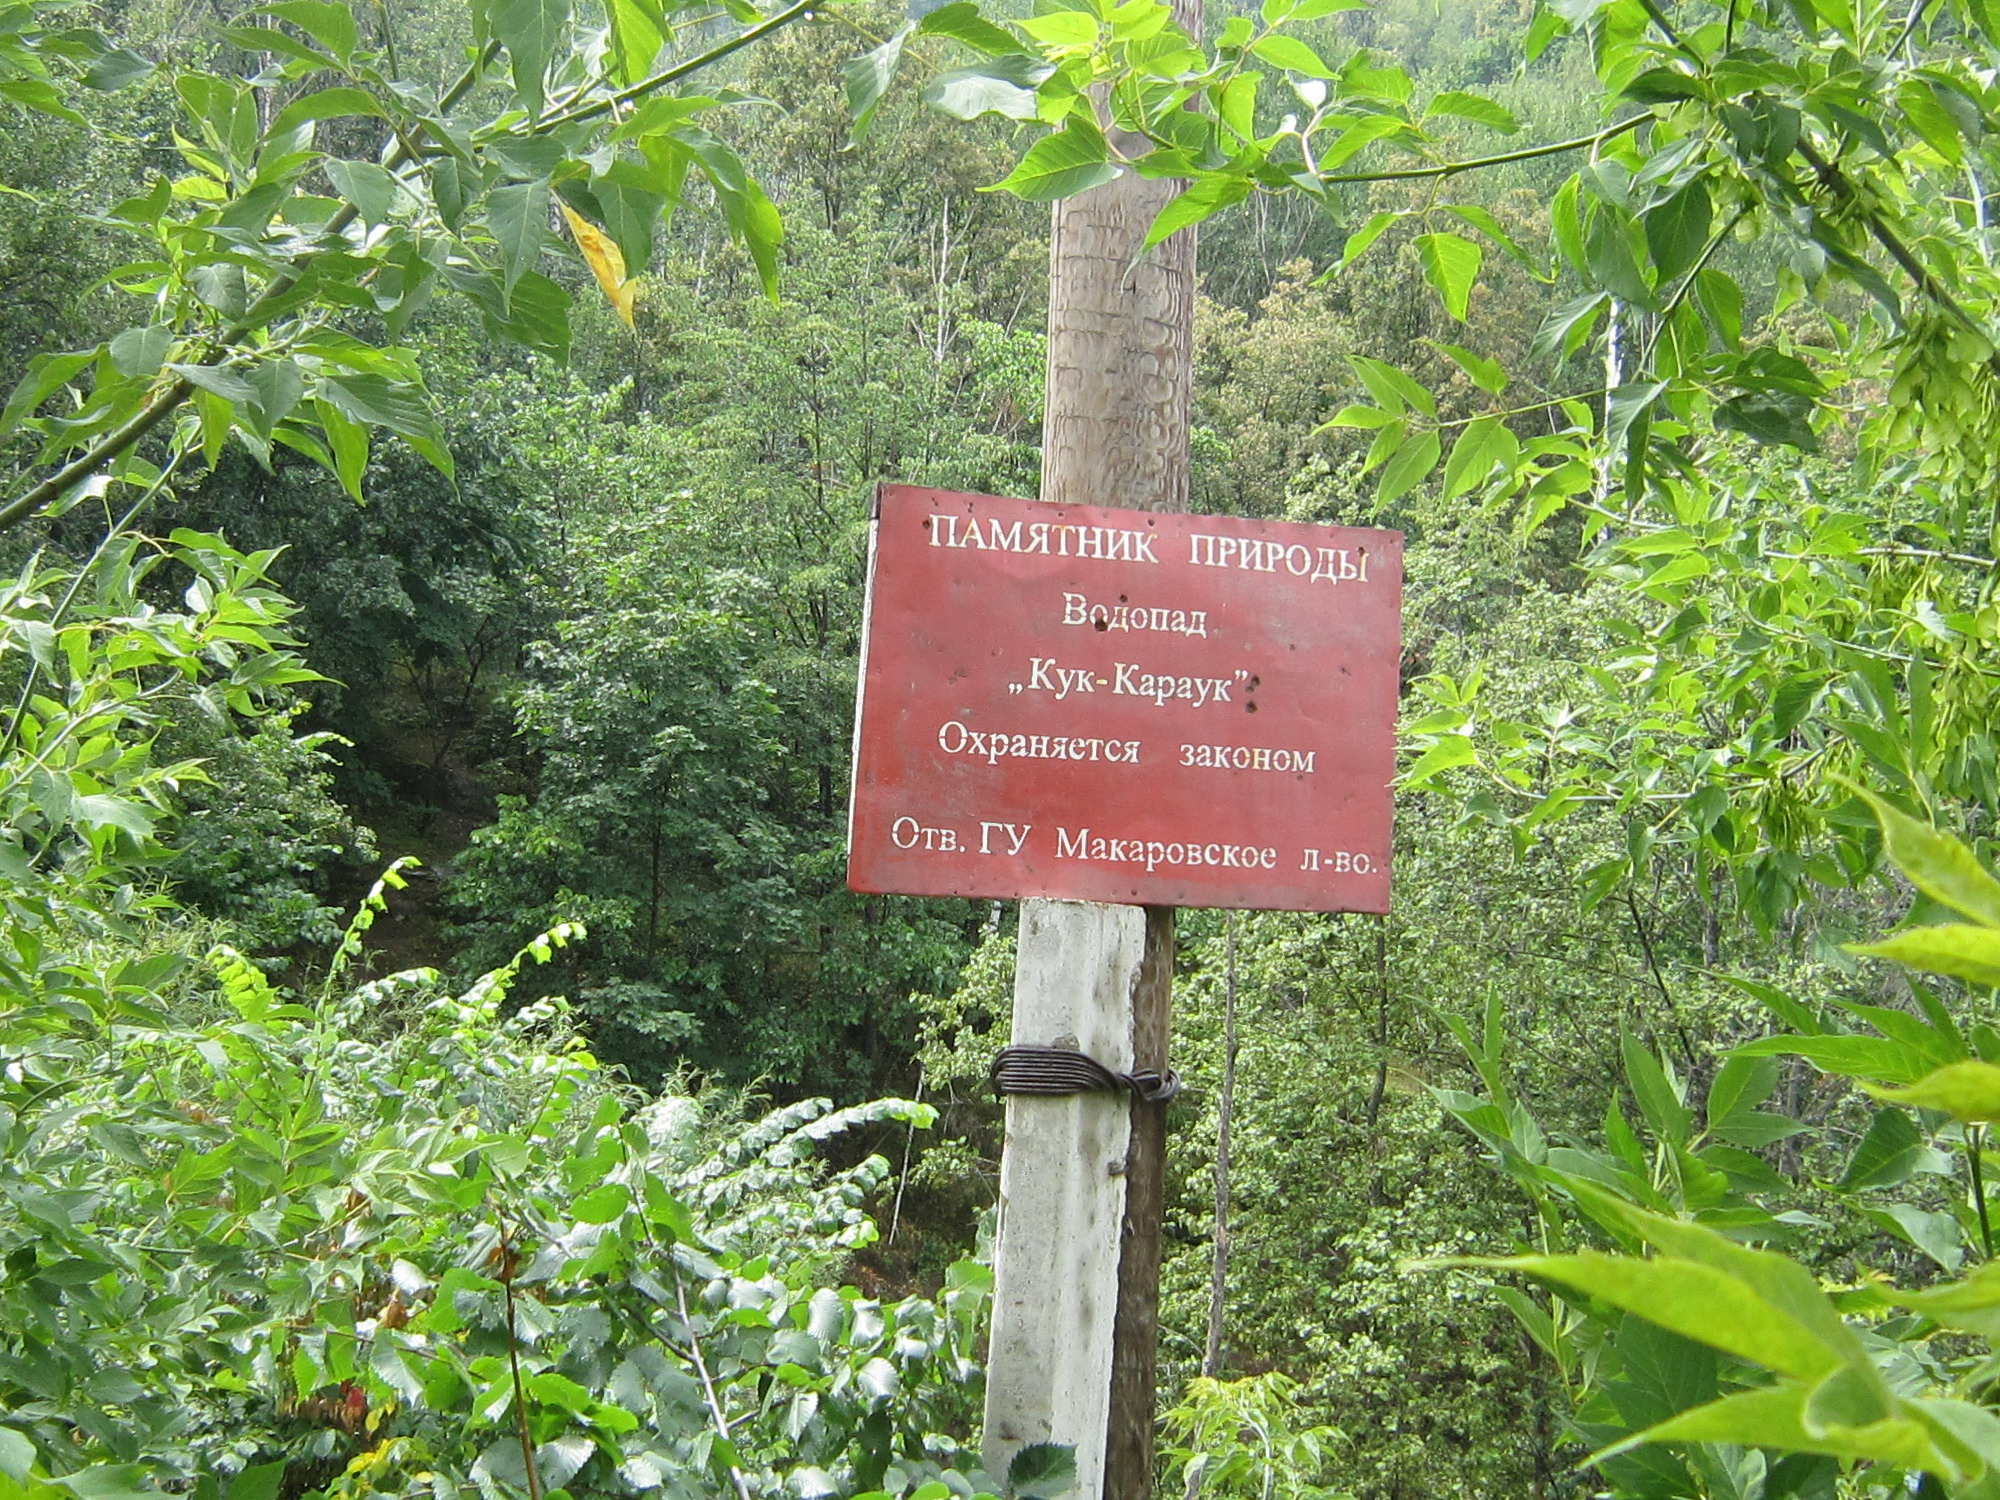 ПАМЯТНИК ПРИРОДЫ
Водопад
„Кук-Караук”
Охраняется законом
Отв. ГУ Макаровское л-во.